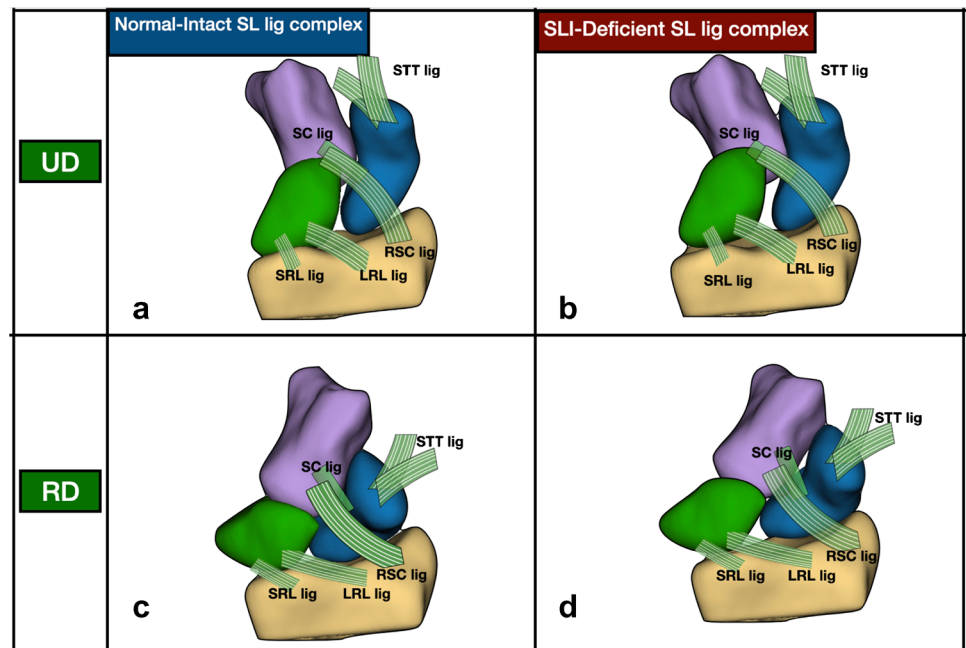 Normal-Intact SL lig complex
SLI-Deficient SL lig complex
UD
STT lig
SC lig
RSC lig
SRL lig
LRL lig
a
STT lig
SC lig
RSC lig
LRL lig
SRL lig
b
RD
STT lig
SC lig
RSC lig
SRL lig
LRL lig
c
STT lig
SC lig
RSC lig
SRL lig
LRL lig
d